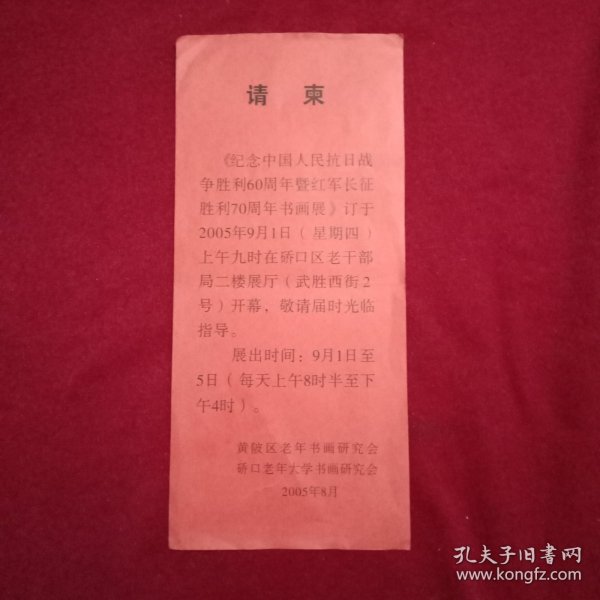 请 柬
《纪念中国人民抗日战
争胜利60周年暨红军长征
胜利70周年书画展》订于
2005年9月1日（星期四）
上午九时在硚口区老干部
局二楼展厅（武胜西街2
号）开幕，敬请届时光临
指导。
展出时间：9月1日至
5日（每天上午8时半至下
午4时）。
黄陂区老年书画研究会
硚口老年大学书画研究会
2005年8月
孔夫子旧书网
www.kongfz.com